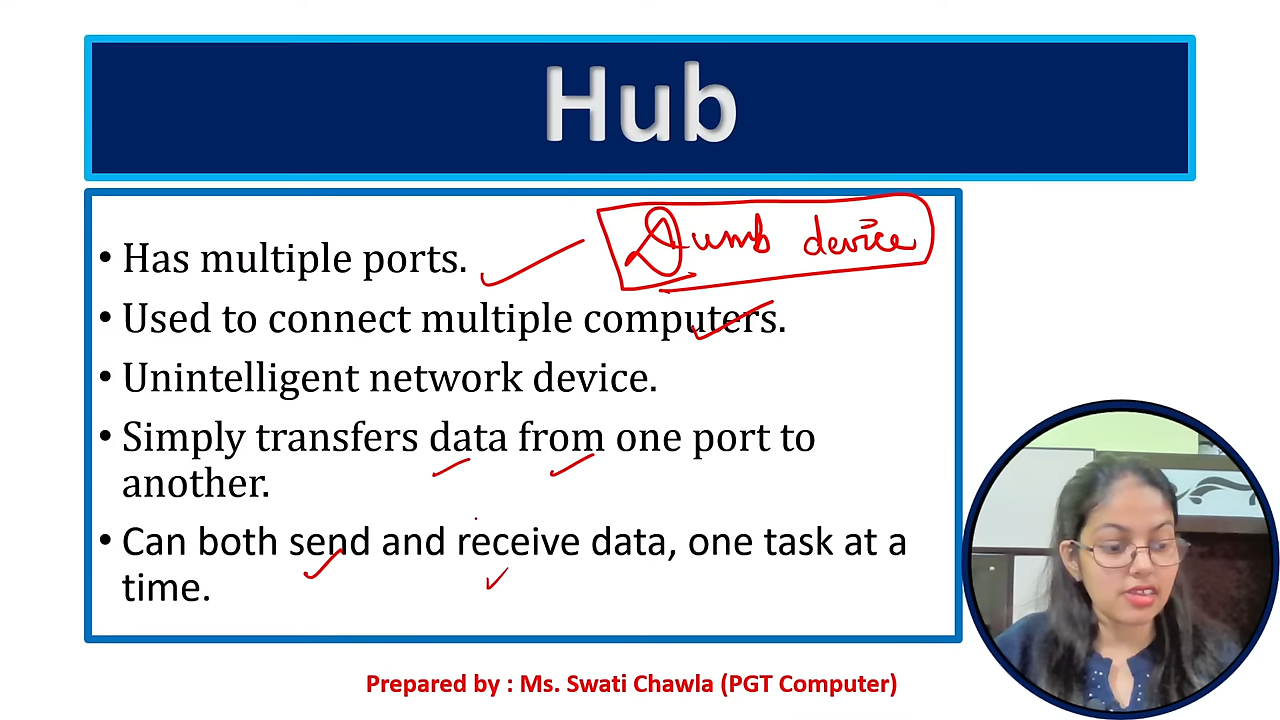 Hub
Dumb device
• Has multiple ports.
• Used to connect multiple computers.
• Unintelligent network device.
• Simply transfers data from one port to
another.
• Can both send and receive data, one task at a
time.
Prepared by : Ms. Swati Chawla (PGT Computer)